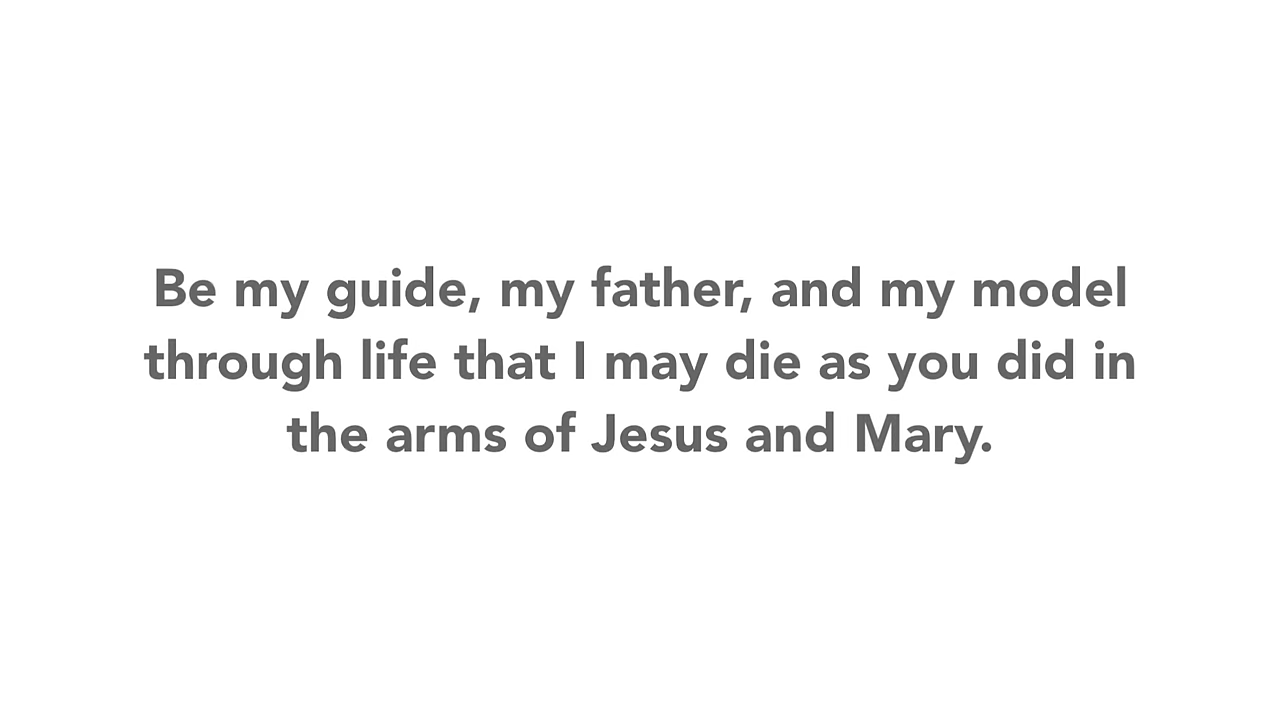 Be my guide, my father, and my model
through life that I may die as you did in
the arms of Jesus and Mary.